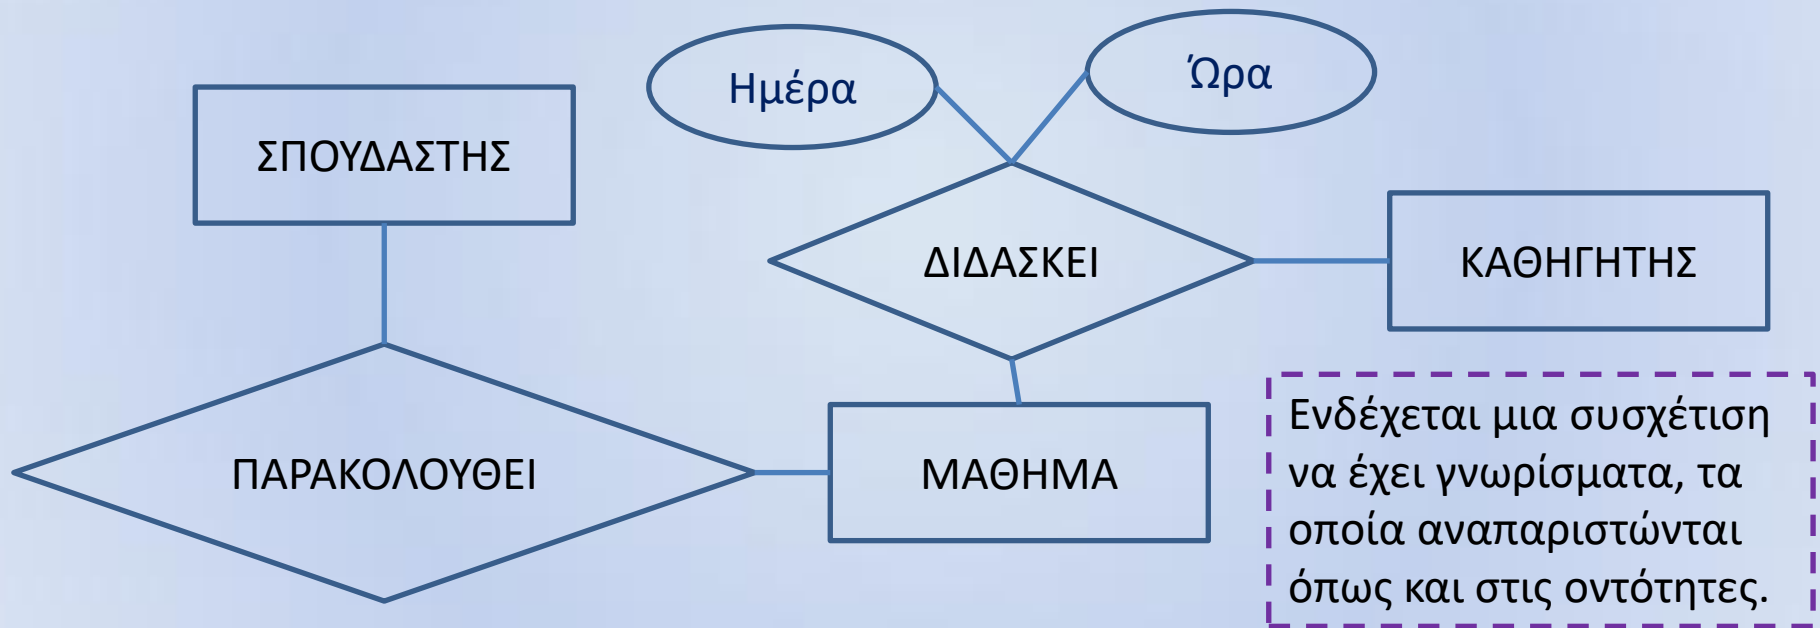 Ημέρα
Ώρα
ΣΠΟΥΔΑΣΤΗΣ
ΔΙΔΑΣΚΕΙ
ΚΑΘΗΓΗΤΗΣ
ΠΑΡΑΚΟΛΟΥΘΕΙ
ΜΑΘΗΜΑ
Ενδέχεται μια συσχέτιση
να έχει γνωρίσματα, τα
οποία αναπαριστώνται
όπως και στις οντότητες.